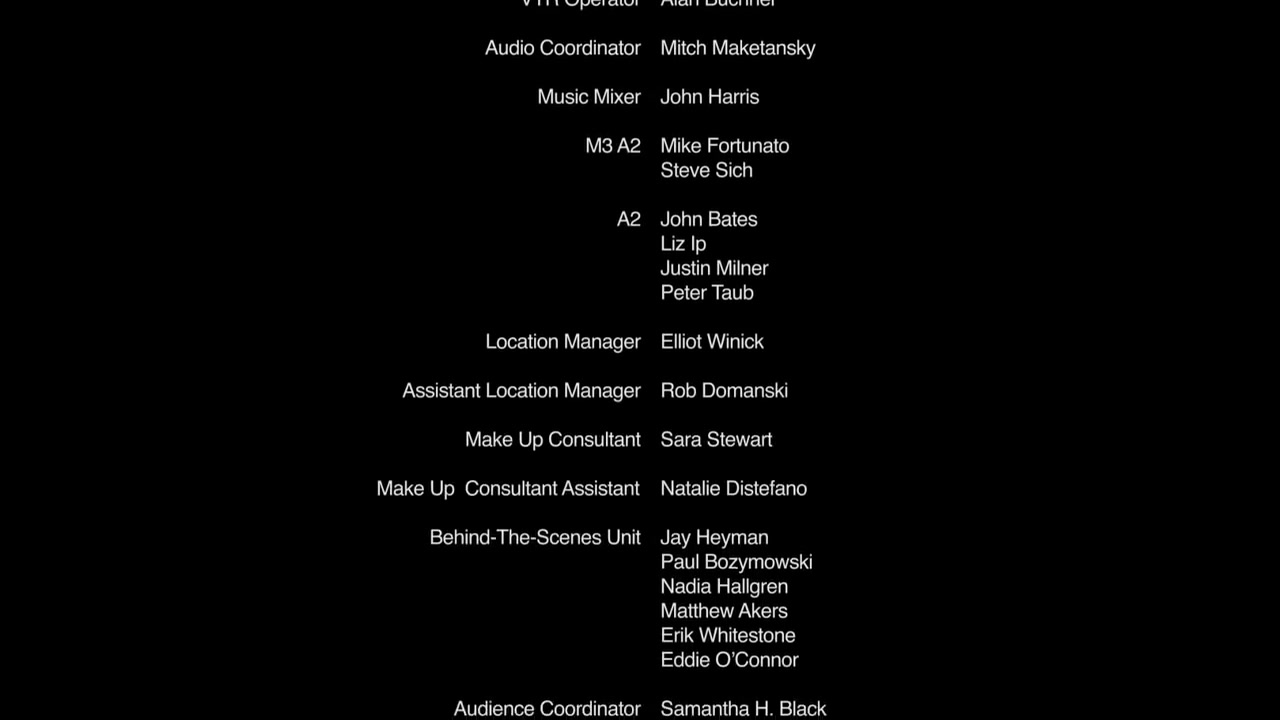 VTR Operator Alan Buchner
Audio Coordinator Mitch Maketansky
Music Mixer John Harris
M3 A2 Mike Fortunato
Steve Sich
A2 John Bates
Liz Ip
Justin Milner
Peter Taub
Location Manager Elliot Winick
Assistant Location Manager Rob Domanski
Make Up Consultant Sara Stewart
Make Up  Consultant Assistant Natalie Distefano
Behind-The-Scenes Unit Jay Heyman
Paul Bozymowski
Nadia Hallgren
Matthew Akers
Erik Whitestone
Eddie O’Connor
Audience Coordinator Samantha H. Black